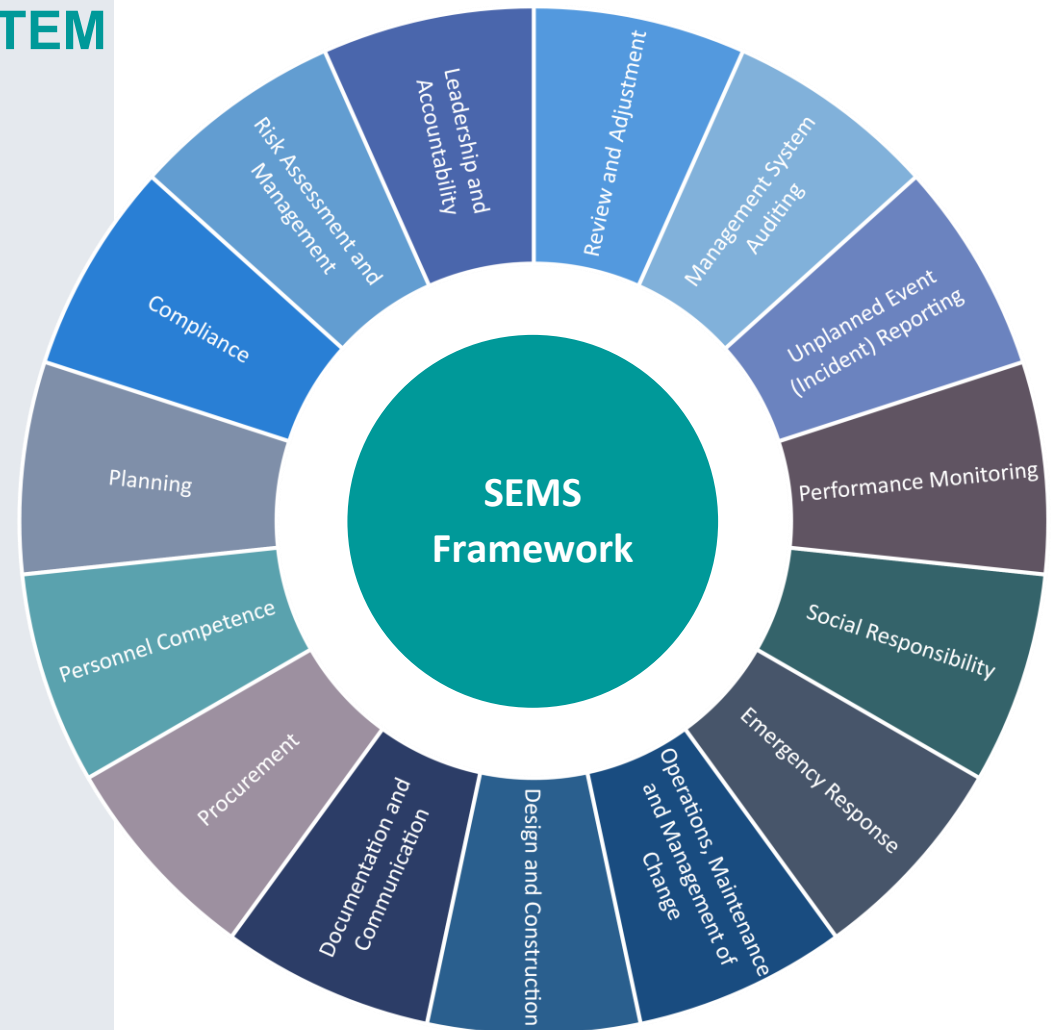 TEM
SEMS
Framework
Review and Adjustment
Management System
Auditing
Unplanned Event
(Incident) Reporting
Performance Monitoring
Social Responsibility
Emergency Response
Operations, Maintenance
and Management of
Change
Design and Construction
Documentation and
Communication
Procurement
Personnel Competence
Planning
Compliance
Risk Assessment and
Management
Leadership and
Accountability